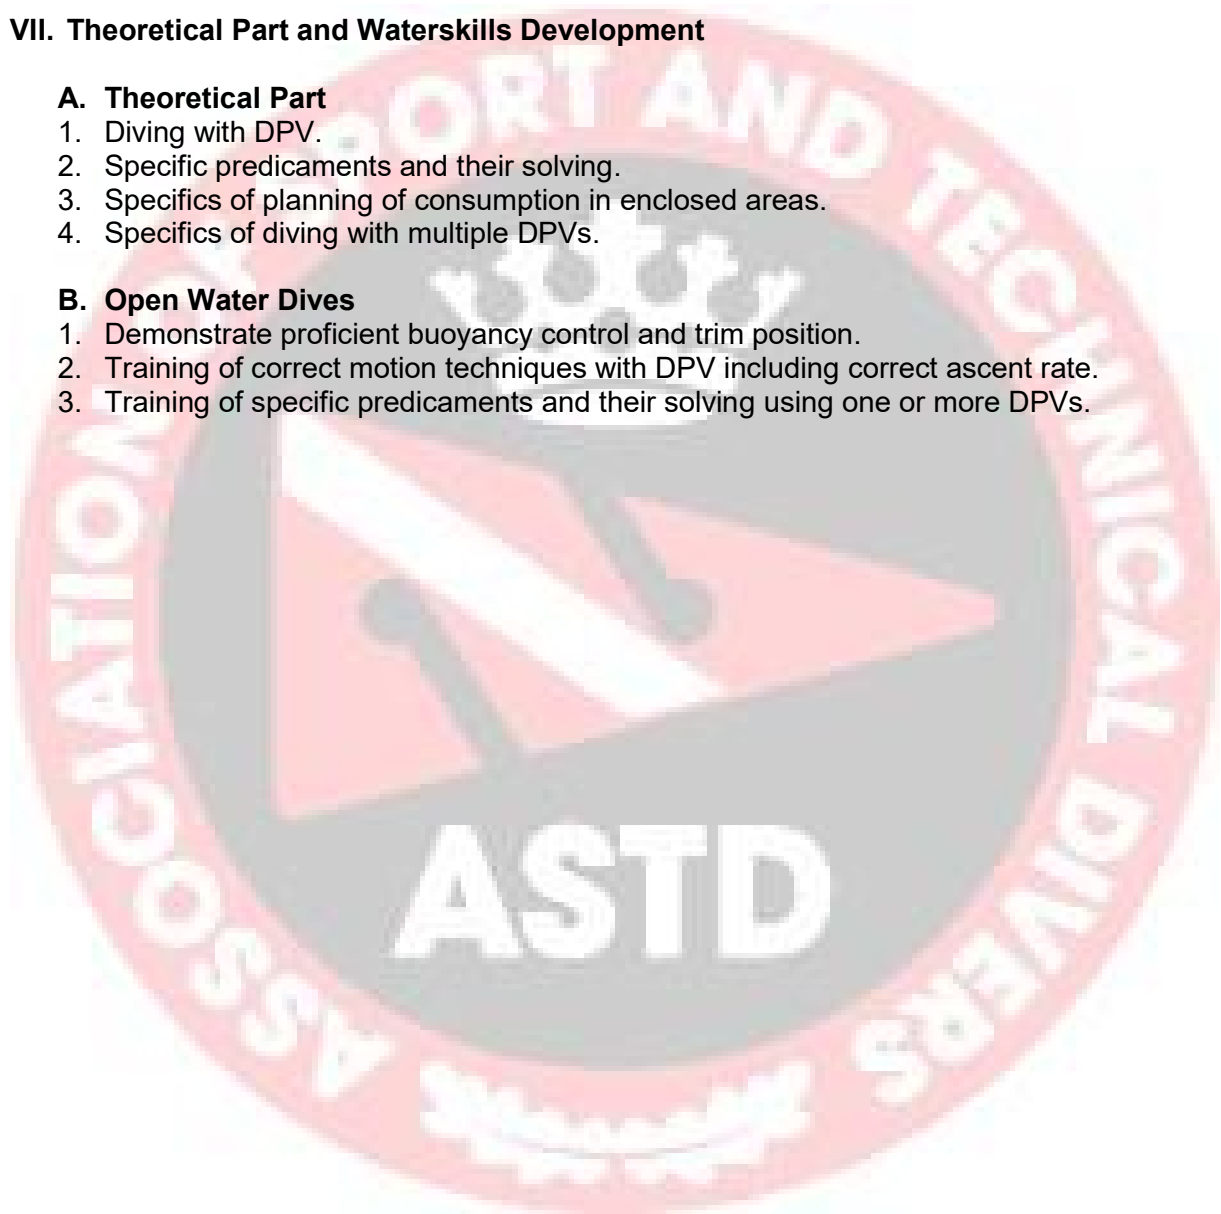 VII. Theoretical Part and Waterskills Development
A. Theoretical Part
1. Diving with DPV.
2. Specific predicaments and their solving.
3. Specifics of planning of consumption in enclosed areas.
4. Specifics of diving with multiple DPVs.
B. Open Water Dives
1. Demonstrate proficient buoyancy control and trim position.
2. Training of correct motion techniques with DPV including correct ascent rate.
3. Training of specific predicaments and their solving using one or more DPVs.
ASSOCIATION OF SPORT AND TECHNICAL DIVERS
ASTD